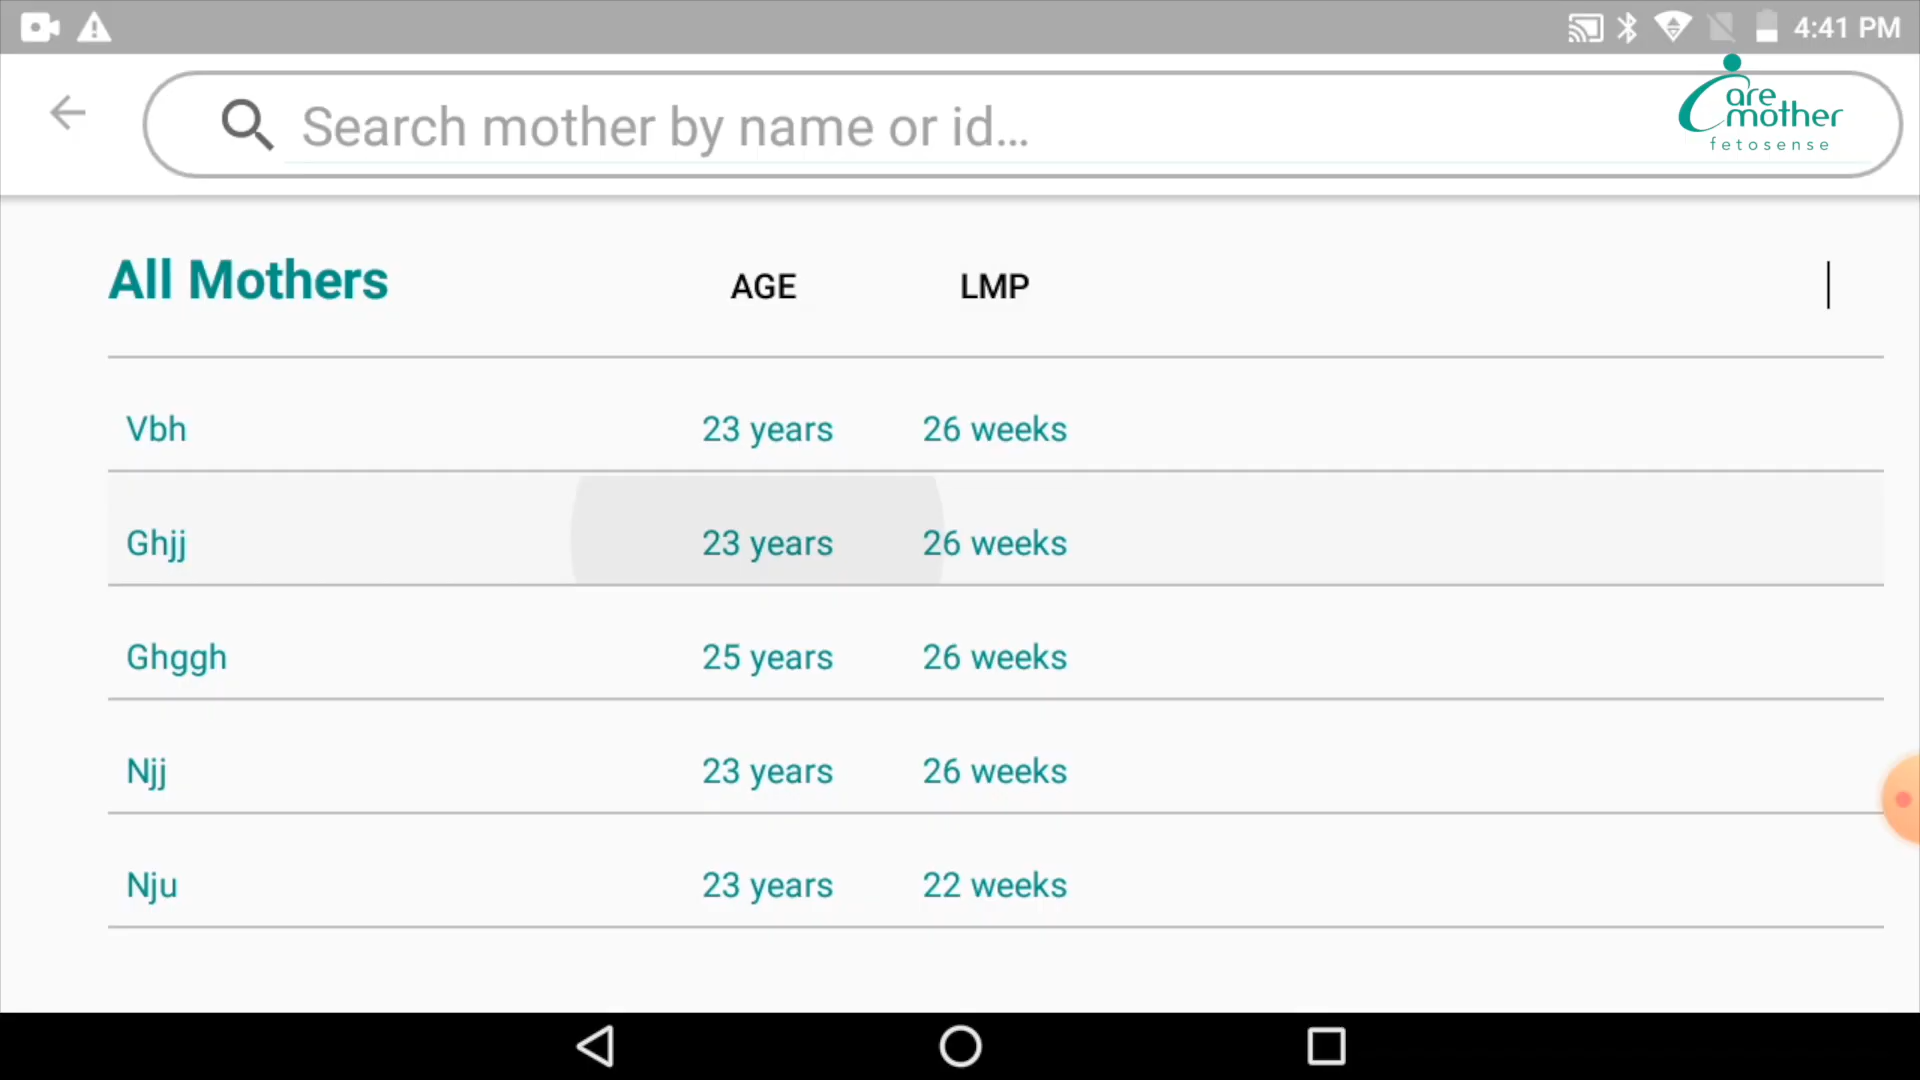 4:41 PM
Search mother by name or id...
Care
mother
fetosense
All Mothers AGE LMP
Vbh 23 years 26 weeks
Ghjj 23 years 26 weeks
Ghggh 25 years 26 weeks
Njj 23 years 26 weeks
Nju 23 years 22 weeks